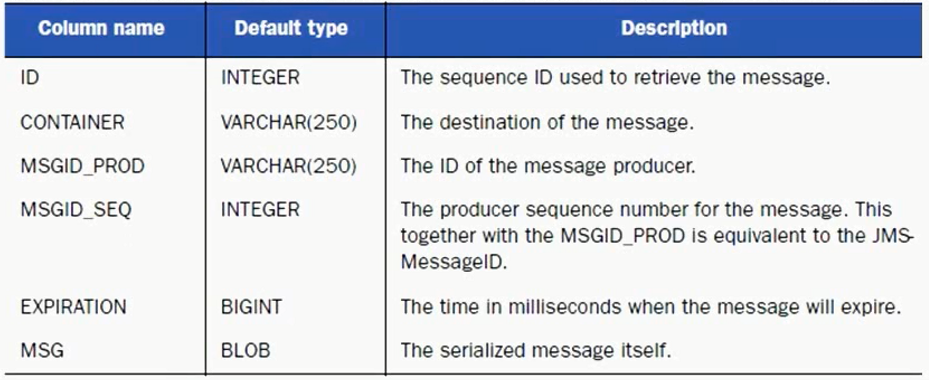 Column name Default type Description
ID INTEGER The sequence ID used to retrieve the message.
CONTAINER VARCHAR(250) The destination of the message.
MSGID_PROD VARCHAR(250) The ID of the message producer.
MSGID_SEQ INTEGER The producer sequence number for the message. This
together with the MSGID_PROD is equivalent to the JMS-
MessageID.
EXPIRATION BIGINT The time in milliseconds when the message will expire.
MSG BLOB The serialized message itself.